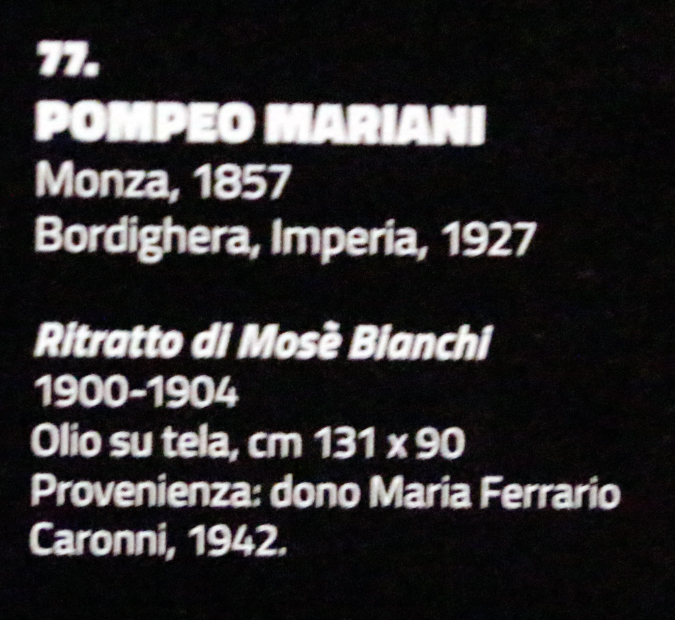 77.
POMPEO MARIANI
Monza, 1857
Bordighera, Imperia, 1927
Ritratto di Mosè Bianchi
1900-1904
Olio su tela, cm 131 x 90
Provenienza: dono Maria Ferrario
Caronni, 1942.